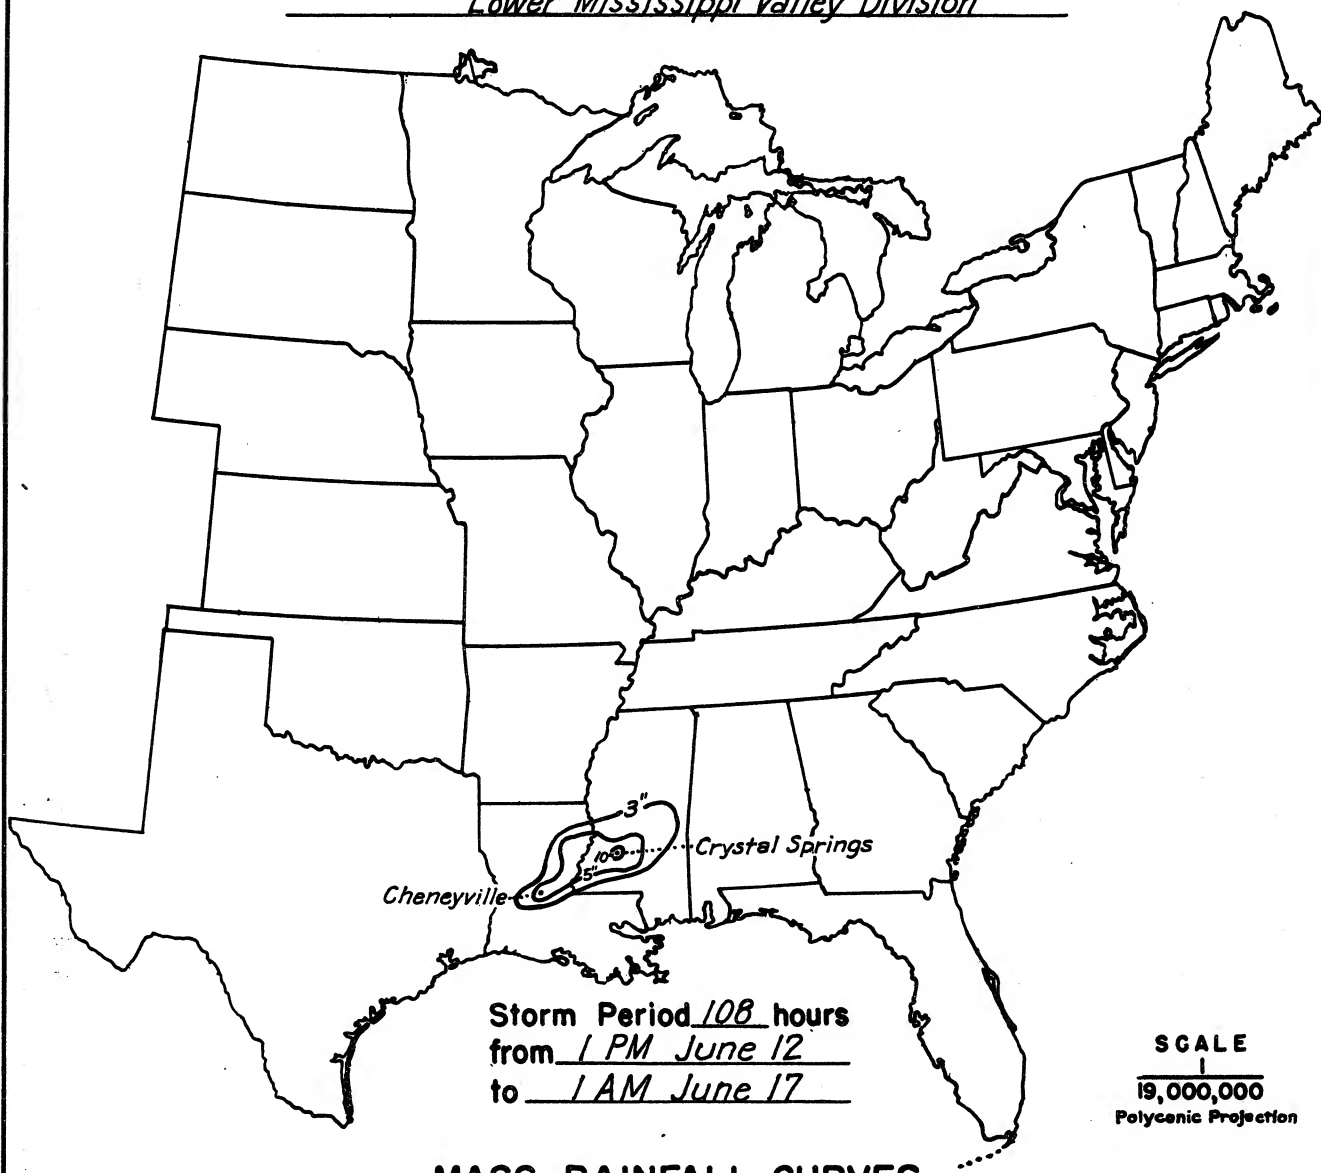 Lower Mississippi Valley Division
3"
10
Crystal Springs
5"
Cheneyville
Storm Period 108 hours
from 1 PM June 12
to 1 AM June 17
SCALE
1
19,000,000
Polyconic Projection
MASS RAINFALL CURVES